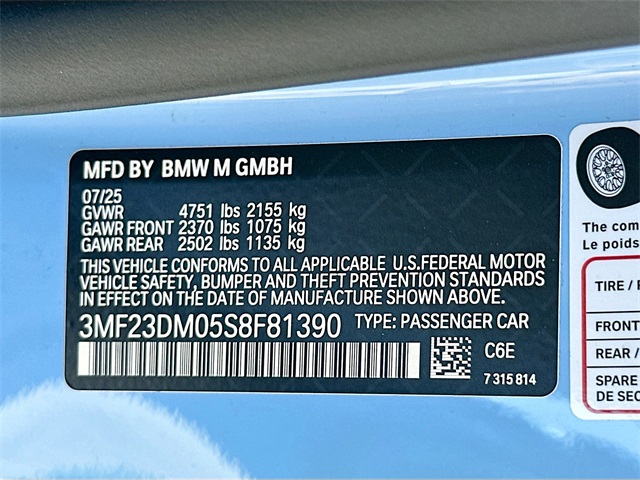 MFD BY BMW M GMBH
07/25
GVWR 4751 lbs 2155 kg
GAWR FRONT 2370 lbs 1075 kg
GAWR REAR 2502 lbs 1135 kg
THIS VEHICLE CONFORMS TO ALL APPLICABLE U.S.FEDERAL MOTOR
VEHICLE SAFETY, BUMPER AND THEFT PREVENTION STANDARDS
IN EFFECT ON THE DATE OF MANUFACTURE SHOWN ABOVE.
3MF23DM05S8F81390 TYPE: PASSENGER CAR
C6E
7 315 814
The com
Le poids
TIRE /
FRONT
REAR /
SPARE
DE SEC